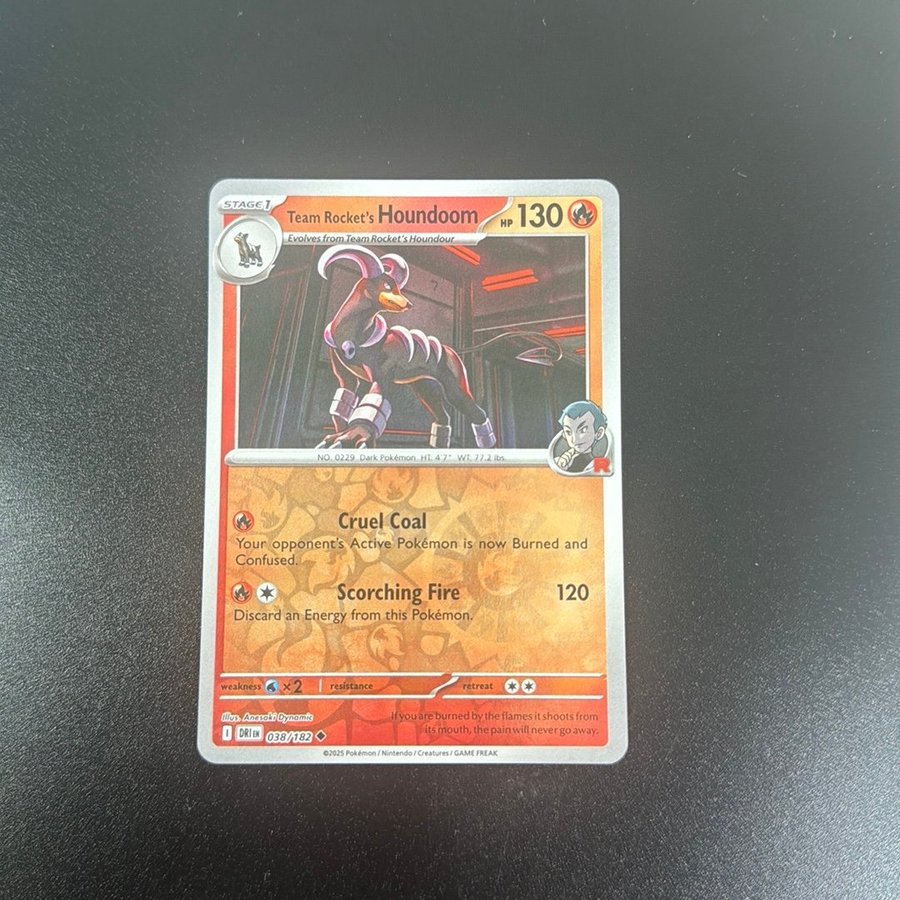 STAGE 1
Team Rocket's Houndoom HP 130
Evolves from Team Rocket's Houndour
R
NO. 0229 Dark Pokémon HT: 4'7" WT: 77.2 lbs.
Cruel Coal
Your opponent's Active Pokémon is now Burned and
Confused.
Scorching Fire 120
Discard an Energy from this Pokémon.
weakness ×2 resistance retreat
Illus. Anesaki Dynamic
If you are burned by the flames it shoots from
its mouth, the pain will never go away.
I DRI EN 038/182
©2025 Pokémon / Nintendo / Creatures / GAME FREAK